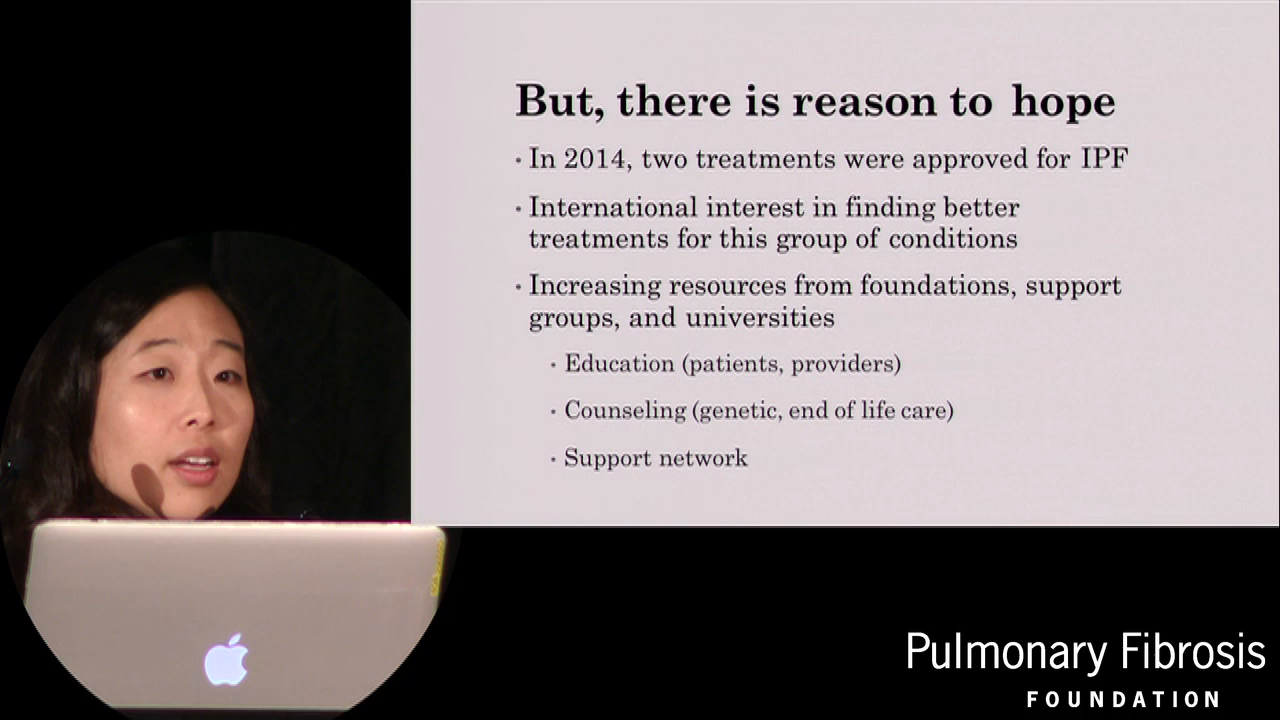 But, there is reason to hope
• In 2014, two treatments were approved for IPF
• International interest in finding better
treatments for this group of conditions
• Increasing resources from foundations, support
groups, and universities
• Education (patients, providers)
• Counseling (genetic, end of life care)
• Support network
Pulmonary Fibrosis
FOUNDATION